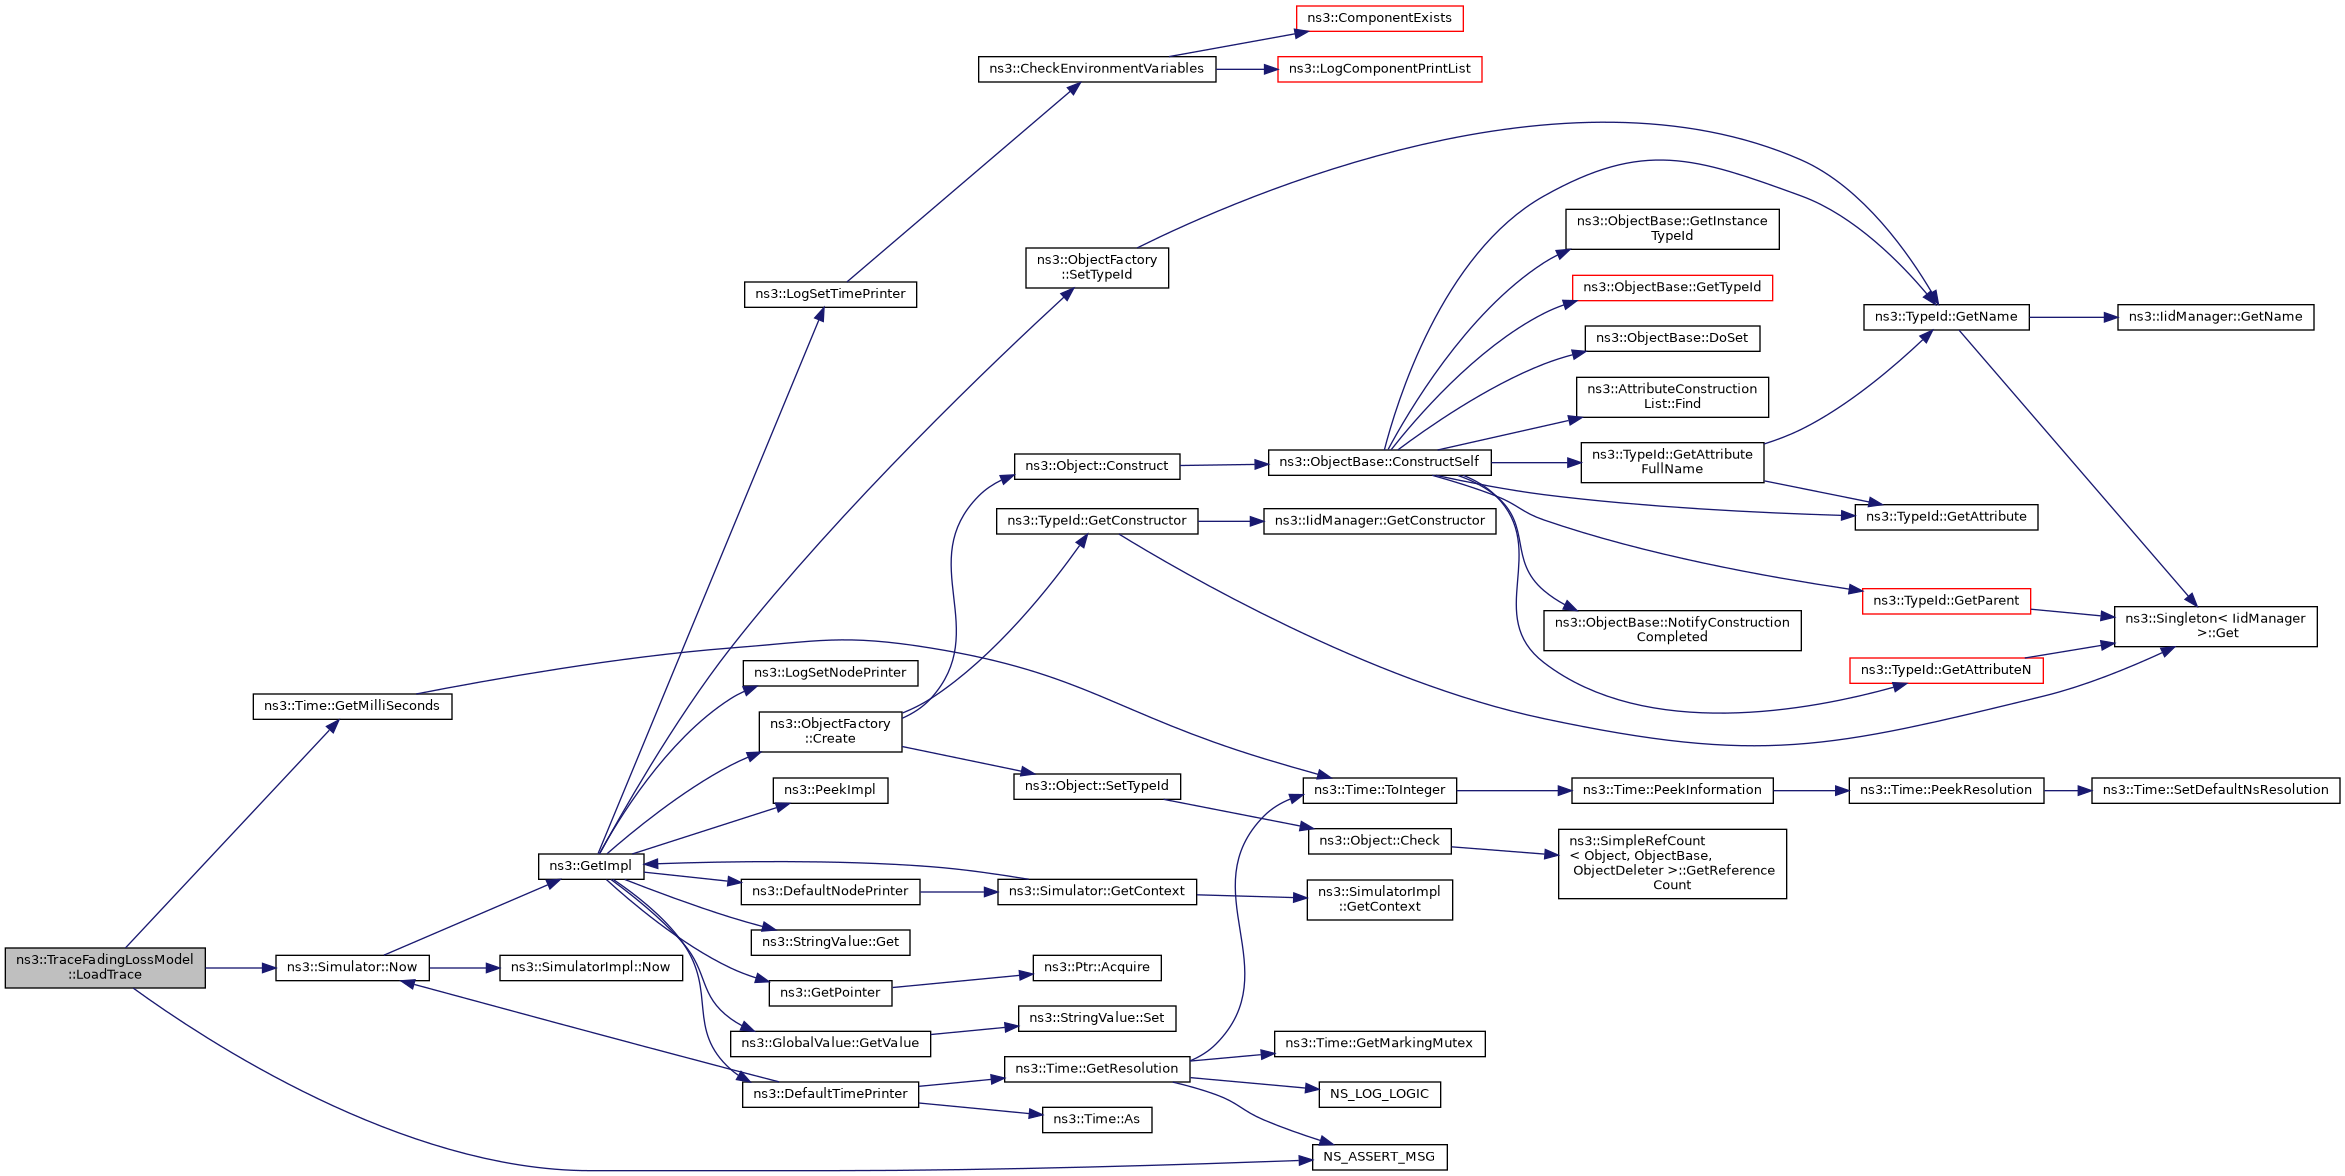 ns3::ComponentExists
ns3::CheckEnvironmentVariables
ns3::LogComponentPrintList
ns3::ObjectBase::GetInstance
TypeId
ns3::ObjectFactory
::SetTypeId
ns3::ObjectBase::GetTypeId
ns3::LogSetTimePrinter
ns3::TypeId::GetName
ns3::IidManager::GetName
ns3::ObjectBase::DoSet
ns3::AttributeConstruction
List::Find
ns3::Object::Construct
ns3::ObjectBase::ConstructSelf
ns3::TypeId::GetAttribute
FullName
ns3::TypeId::GetConstructor
ns3::IidManager::GetConstructor
ns3::TypeId::GetAttribute
ns3::TypeId::GetParent
ns3::ObjectBase::NotifyConstruction
Completed
ns3::Singleton< IidManager
>::Get
ns3::LogSetNodePrinter
ns3::TypeId::GetAttributeN
ns3::Time::GetMilliSeconds
ns3::ObjectFactory
::Create
ns3::PeekImpl
ns3::Object::SetTypeId
ns3::Time::ToInteger
ns3::Time::PeekInformation
ns3::Time::PeekResolution
ns3::Time::SetDefaultNsResolution
ns3::Object::Check
ns3::SimpleRefCount
< Object, ObjectBase,
ObjectDeleter >::GetReference
Count
ns3::GetImpl
ns3::DefaultNodePrinter
ns3::Simulator::GetContext
ns3::SimulatorImpl
::GetContext
ns3::StringValue::Get
ns3::TraceFadingLossModel
::LoadTrace
ns3::Simulator::Now
ns3::SimulatorImpl::Now
ns3::Ptr::Acquire
ns3::GetPointer
ns3::StringValue::Set
ns3::GlobalValue::GetValue
ns3::Time::GetMarkingMutex
ns3::Time::GetResolution
ns3::DefaultTimePrinter
NS_LOG_LOGIC
ns3::Time::As
NS_ASSERT_MSG